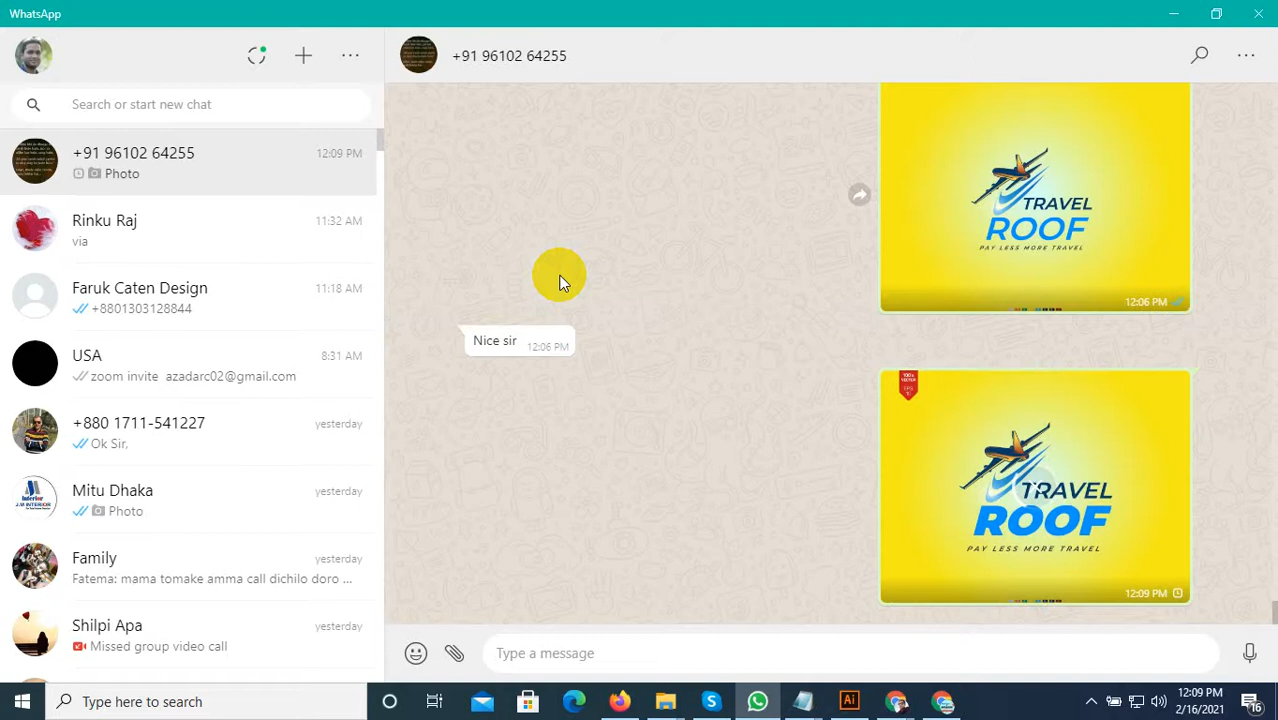 WhatsApp
+91 96102 64255
Search or start new chat
+91 96102 64255
12:09 PM
Photo
Rinku Raj
11:32 AM
via
Faruk Caten Design
11:18 AM
+8801303128844
USA
8:31 AM
zoom invite azadarc02@gmail.com
+880 1711-541227
yesterday
Ok Sir,
Mitu Dhaka
yesterday
Photo
Family
yesterday
Fatema: mama tomake amma call dichilo doro ...
Shilpi Apa
yesterday
Missed group video call
TRAVEL
ROOF
PAY LESS MORE TRAVEL
12:06 PM
Nice sir
12:06 PM
100%
VECTOR
EPS
TRAVEL
ROOF
PAY LESS MORE TRAVEL
12:09 PM
Type a message
Type here to search
12:09 PM
2/16/2021
16